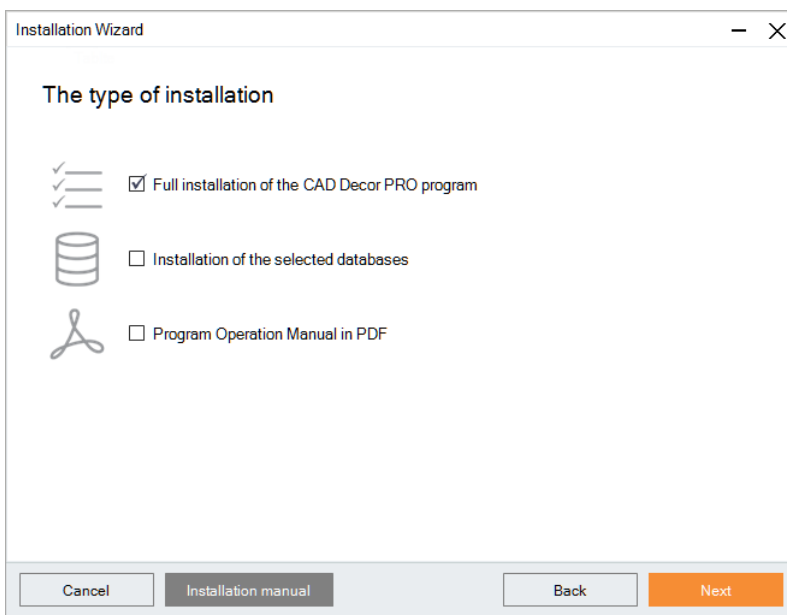 Installation Wizard
The type of installation
Full installation of the CAD Decor PRO program
Installation of the selected databases
Program Operation Manual in PDF
Cancel
Installation manual
Back
Next